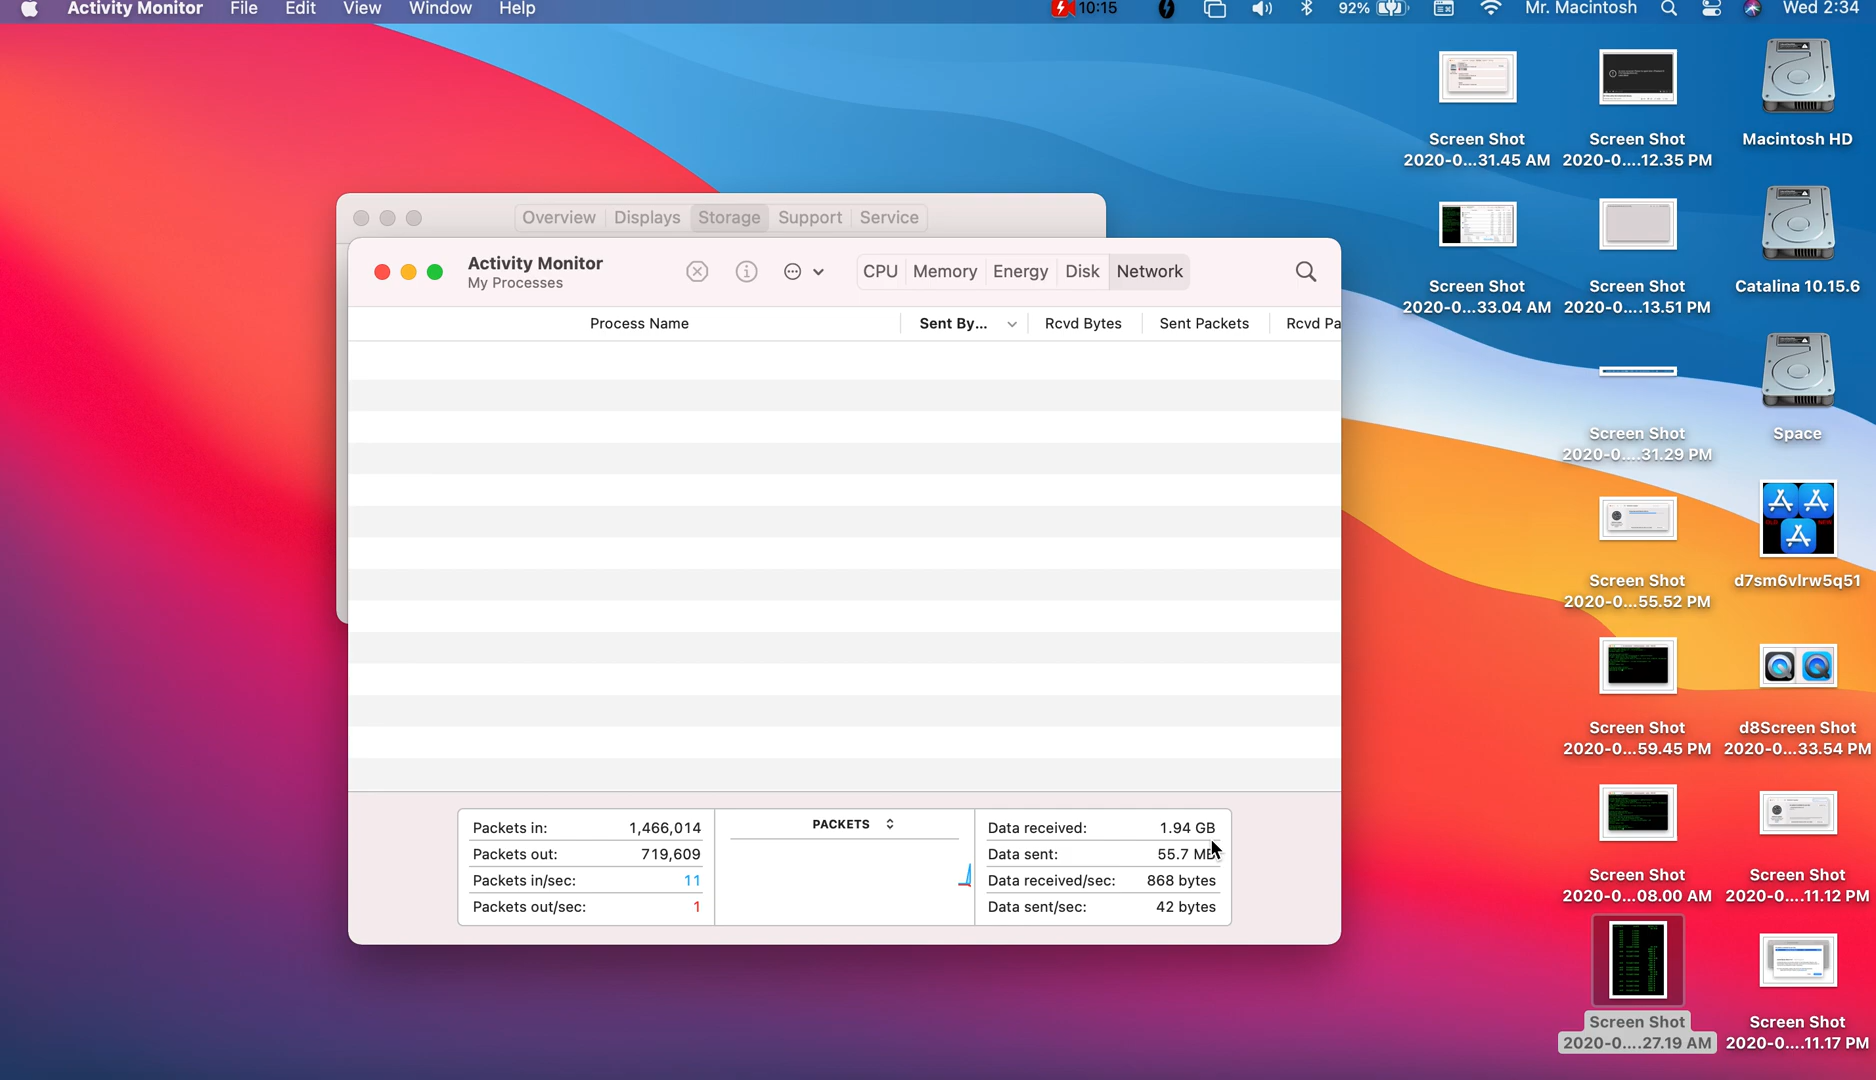 Activity Monitor File Edit View Window Help 10:15 92% Mr. Macintosh Wed 2:34
Overview Displays Storage Support Service
Activity Monitor
My Processes
CPU Memory Energy Disk Network
Process Name Sent By... Rcvd Bytes Sent Packets Rcvd Pa
Packets in: 1,466,014
Packets out: 719,609
Packets in/sec: 11
Packets out/sec: 1
PACKETS
Data received: 1.94 GB
Data sent: 55.7 MB
Data received/sec: 868 bytes
Data sent/sec: 42 bytes
Screen Shot
2020-0...31.45 AM
Screen Shot
2020-0....12.35 PM
Macintosh HD
Screen Shot
2020-0...33.04 AM
Screen Shot
2020-0....13.51 PM
Catalina 10.15.6
Screen Shot
2020-0....31.29 PM
Space
Screen Shot
2020-0...55.52 PM
d7sm6vlrw5q51
Screen Shot
2020-0...59.45 PM
d8Screen Shot
2020-0...33.54 PM
Screen Shot
2020-0...08.00 AM
Screen Shot
2020-0....11.12 PM
Screen Shot
2020-0....27.19 AM
Screen Shot
2020-0....11.17 PM